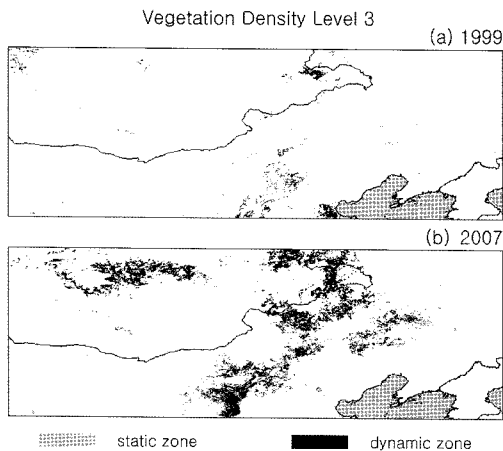 Vegetation Density Level 3
(a) 1999
(b) 2007
static zone
dynamic zone